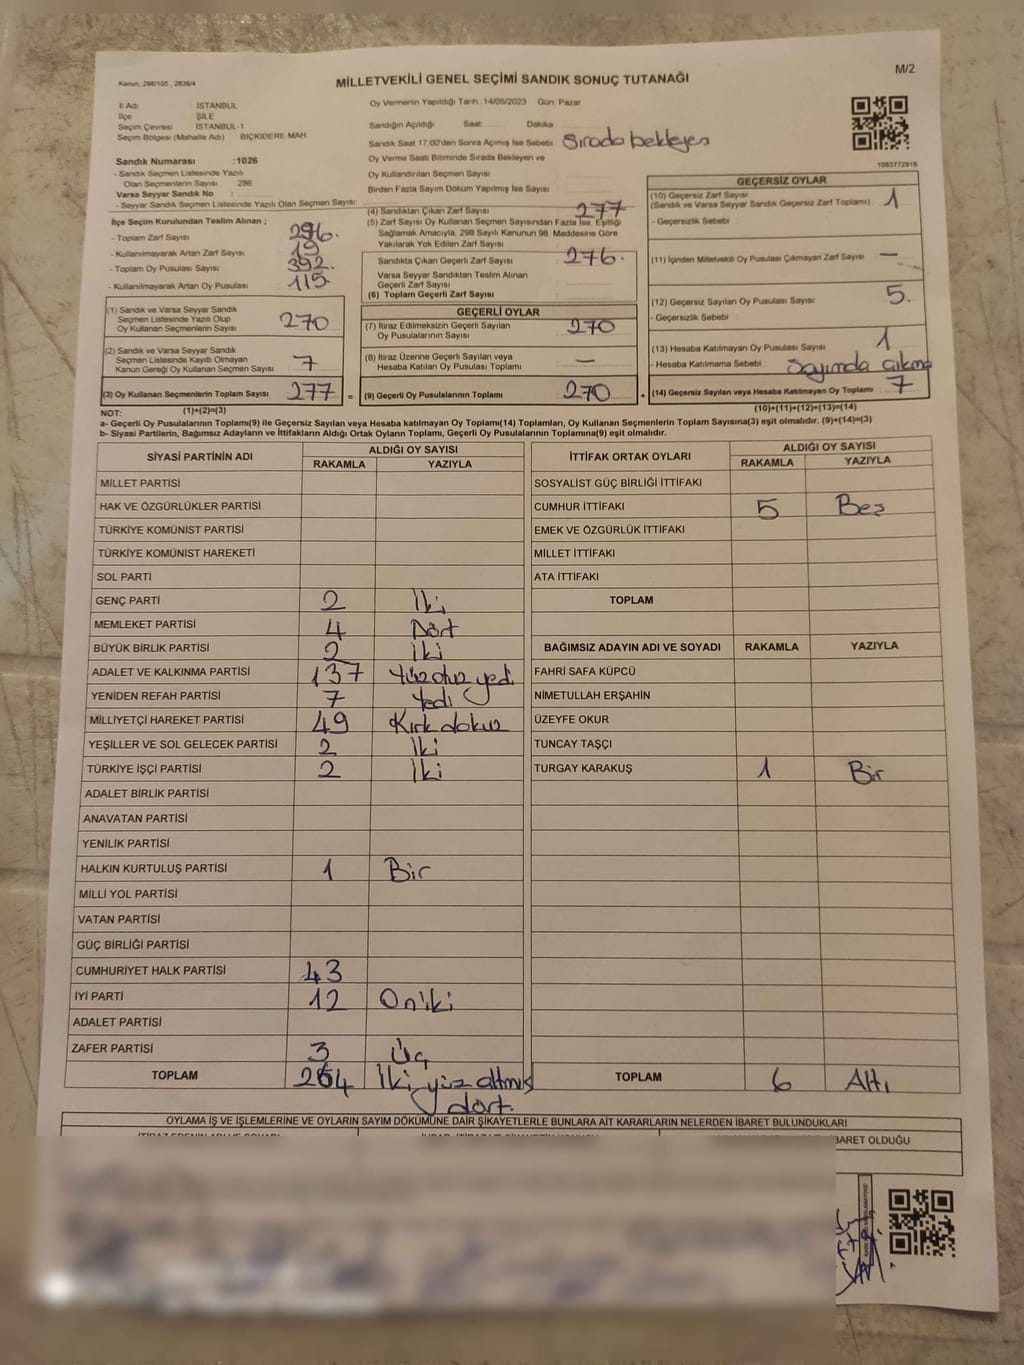 M/2
Kanun: 298/105 , 2839/4
MİLLETVEKİLİ GENEL SEÇİMİ SANDIK SONUÇ TUTANAĞI
İl Adı İSTANBUL
İlçe ŞİLE
Seçim Çevresi İSTANBUL-1
Seçim Bölgesi (Mahalle Adı) BIÇKIDERE MAH.
Sandık Numarası :1026
- Sandık Seçmen Listesinde Yazılı
Olan Seçmenlerin Sayısı 286
Varsa Seyyar Sandık No :
- Seyyar Sandık Seçmen Listesinde Yazılı Olan Seçmen Sayısı:
Oy Vermenin Yapıldığı Tarih: 14/05/2023 Gün: Pazar
Sandığın Açıldığı Saat Dakika
Sandık Saat 17:00'den Sonra Açılmış İse Sebebi : Sırada bekleyen
Oy Verme Saati Bitiminde Sırada Bekleyen ve
Oy Kullandırılan Seçmen Sayısı
Birden Fazla Sayım Döküm Yapılmış İse Sayısı
1083772916
İlçe Seçim Kurulundan Teslim Alınan ;
- Toplam Zarf Sayısı 296.
- Kullanılmayarak Artan Zarf Sayısı 19
- Toplam Oy Pusulası Sayısı 392.
- Kullanılmayarak Artan Oy Pusulası 115.
(1) Sandık ve Varsa Seyyar Sandık
Seçmen Listesinde Yazılı Olup
Oy Kullanan Seçmenlerin Sayısı 270
(2) Sandık ve Varsa Seyyar Sandık
Seçmen Listesinde Kayıtlı Olmayan
Kanun Gereği Oy Kullanan Seçmen Sayısı 7
(3) Oy Kullanan Seçmenlerin Toplam Sayısı 277 =
(4) Sandıktan Çıkan Zarf Sayısı 277
(5) Zarf Sayısı Oy Kullanan Seçmen Sayısından Fazla İse, Eşitliği
Sağlamak Amacıyla, 298 Sayılı Kanunun 98. Maddesine Göre
Yakılarak Yok Edilen Zarf Sayısı
Sandıkta Çıkan Geçerli Zarf Sayısı 276.
Varsa Seyyar Sandıktan Teslim Alınan
Geçerli Zarf Sayısı
(6) Toplam Geçerli Zarf Sayısı
GEÇERLİ OYLAR
(7) İtiraz Edilmeksizin Geçerli Sayılan
Oy Pusulalarının Sayısı 270
(8) İtiraz Üzerine Geçerli Sayılan veya
Hesaba Katılan Oy Pusulası Toplamı —
(9) Geçerli Oy Pusulalarının Toplamı 270 +
GEÇERSİZ OYLAR
(10) Geçersiz Zarf Sayısı
(Sandık ve Varsa Seyyar Sandık Geçersiz Zarf Toplamı) 1
- Geçersizlik Sebebi
(11) İçinden Milletvekili Oy Pusulası Çıkmayan Zarf Sayısı —
(12) Geçersiz Sayılan Oy Pusulası Sayısı 5.
- Geçersizlik Sebebi
(13) Hesaba Katılmayan Oy Pusulası Sayısı 1
- Hesaba Katılmama Sebebi Sayımda çıkma
(14) Geçersiz Sayılan veya Hesaba Katılmayan Oy Toplamı 7
NOT: (1)+(2)=(3) (10)+(11)+(12)+(13)=(14)
a- Geçerli Oy Pusulalarının Toplamı(9) ile Geçersiz Sayılan veya Hesaba katılmayan Oy Toplamı(14) Toplamları, Oy Kullanan Seçmenlerin Toplam Sayısına(3) eşit olmalıdır. (9)+(14)=(3)
b- Siyasi Partilerin, Bağımsız Adayların ve İttifakların Aldığı Ortak Oyların Toplamı, Geçerli Oy Pusulalarının Toplamına(9) eşit olmalıdır.
SİYASİ PARTİNİN ADI ALDIĞI OY SAYISI
RAKAMLA YAZIYLA
MİLLET PARTİSİ
HAK VE ÖZGÜRLÜKLER PARTİSİ
TÜRKİYE KOMÜNİST PARTİSİ
TÜRKİYE KOMÜNİST HAREKETİ
SOL PARTİ
GENÇ PARTİ 2 İki
MEMLEKET PARTİSİ 4 Dört
BÜYÜK BİRLİK PARTİSİ 2 İki
ADALET VE KALKINMA PARTİSİ 137 Yüzotuz yedi
YENİDEN REFAH PARTİSİ 7 Yedi
MİLLİYETÇİ HAREKET PARTİSİ 49 Kırk dokuz
YEŞİLLER VE SOL GELECEK PARTİSİ 2 İki
TÜRKİYE İŞÇİ PARTİSİ 2 İki
ADALET BİRLİK PARTİSİ
ANAVATAN PARTİSİ
YENİLİK PARTİSİ
HALKIN KURTULUŞ PARTİSİ 1 Bir
MİLLİ YOL PARTİSİ
VATAN PARTİSİ
GÜÇ BİRLİĞİ PARTİSİ
CUMHURİYET HALK PARTİSİ 43
İYİ PARTİ 12 Oniki
ADALET PARTİSİ
ZAFER PARTİSİ 3 Üç
TOPLAM 264 İki yüz altmış
dört.
İTTİFAK ORTAK OYLARI ALDIĞI OY SAYISI
RAKAMLA YAZIYLA
SOSYALİST GÜÇ BİRLİĞİ İTTİFAKI
CUMHUR İTTİFAKI 5 Beş
EMEK VE ÖZGÜRLÜK İTTİFAKI
MİLLET İTTİFAKI
ATA İTTİFAKI
TOPLAM
BAĞIMSIZ ADAYIN ADI VE SOYADI RAKAMLA YAZIYLA
FAHRİ SAFA KÜPCÜ
NİMETULLAH ERŞAHİN
ÜZEYFE OKUR
TUNCAY TAŞÇI
TURGAY KARAKUŞ 1 Bir
TOPLAM 6 Altı
OYLAMA İŞ VE İŞLEMLERİNE VE OYLARIN SAYIM DÖKÜMÜNE DAİR ŞİKAYETLERLE BUNLARA AİT KARARLARIN NELERDEN İBARET BULUNDUKLARI
İBARET OLDUĞU